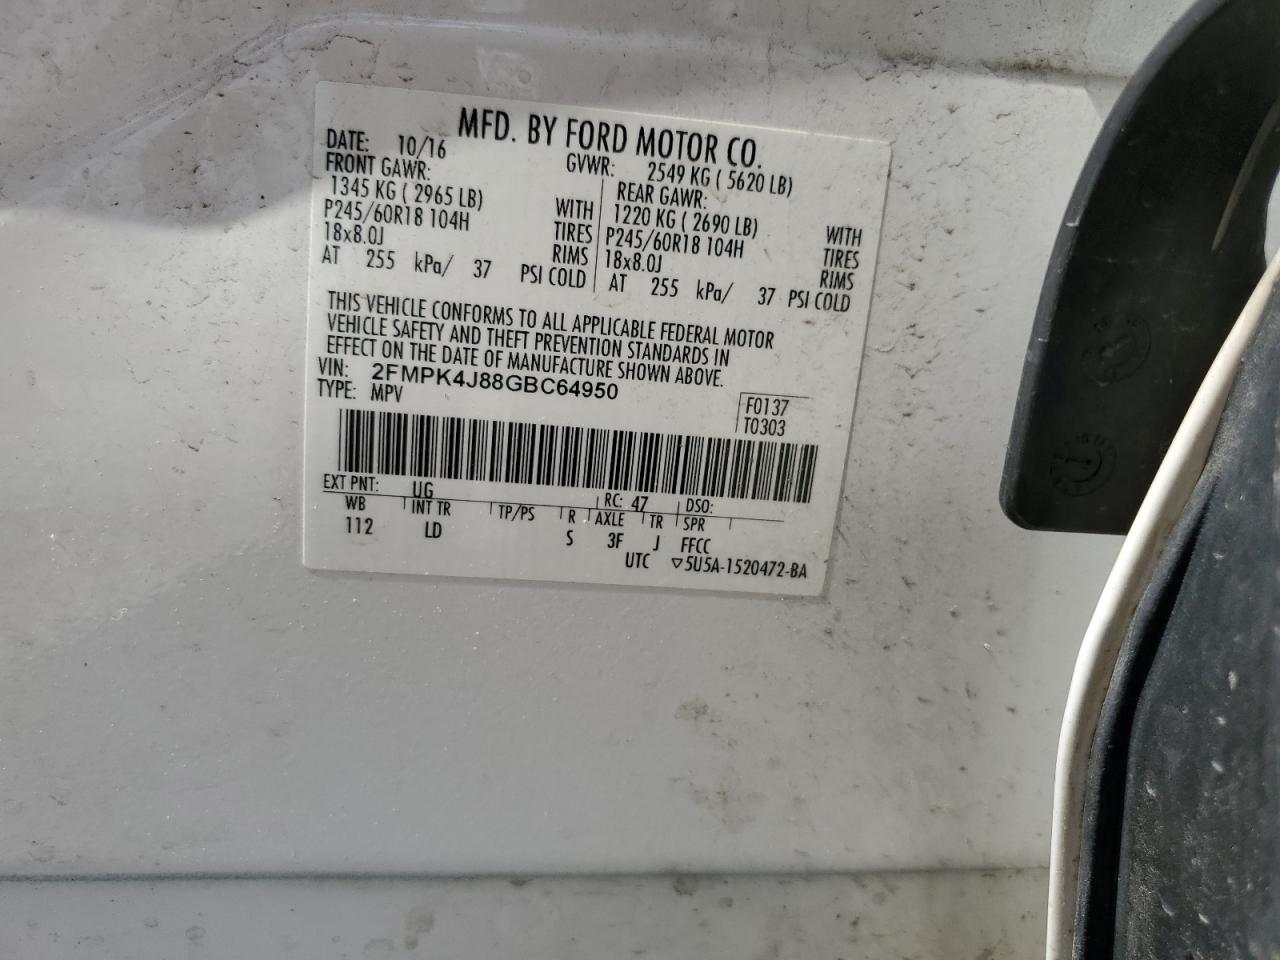 MFD. BY FORD MOTOR CO.
DATE: 10/16 GVWR: 2549 KG ( 5620 LB)
FRONT GAWR: REAR GAWR:
1345 KG ( 2965 LB) WITH 1220 KG ( 2690 LB) WITH
P245/60R18 104H TIRES P245/60R18 104H TIRES
18x8.0J RIMS 18x8.0J RIMS
AT 255 kPa/ 37 PSI COLD AT 255 kPa/ 37 PSI COLD
THIS VEHICLE CONFORMS TO ALL APPLICABLE FEDERAL MOTOR
VEHICLE SAFETY AND THEFT PREVENTION STANDARDS IN
EFFECT ON THE DATE OF MANUFACTURE SHOWN ABOVE.
VIN: 2FMPK4J88GBC64950
TYPE: MPV F0137
T0303
EXT PNT: UG RC: 47 DSO:
WB INT TR TP/PS R AXLE TR SPR
112 LD S 3F J FFCC
UTC ▽5U5A-1520472-BA